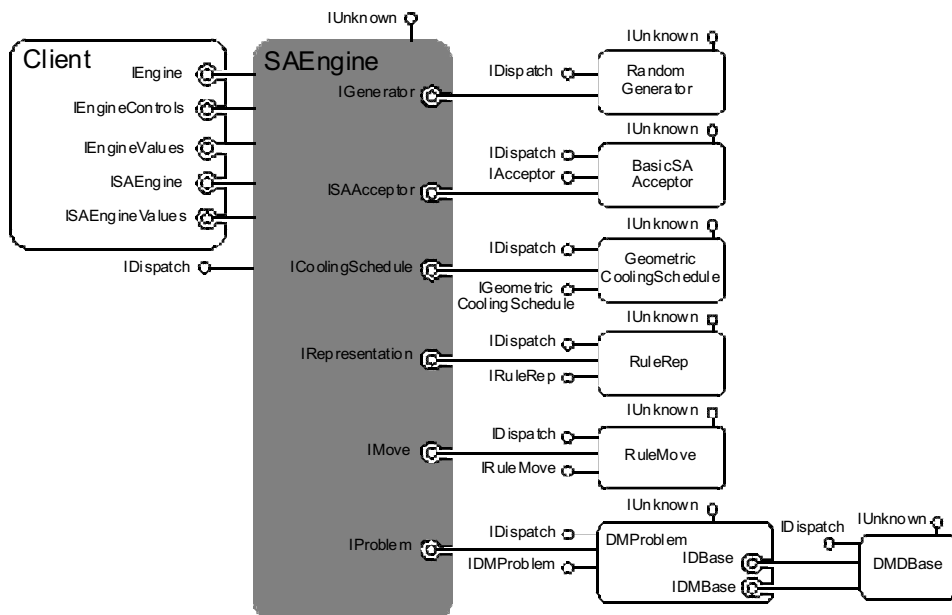 IUnknown
Client
IEngine
IEngineControls
IEngineValues
ISAEngine
ISAEngineValues
IDispatch
SAEngine
IGenerator
ISAAcceptor
ICoolingSchedule
IRepresentation
IMove
IProblem
IUnknown
IDispatch
Random
Generator
IUnknown
IDispatch
IAcceptor
BasicSA
Acceptor
IUnknown
IDispatch
IGeometric
CoolingSchedule
Geometric
CoolingSchedule
IUnknown
IDispatch
IRuleRep
RuleRep
IUnknown
IDispatch
IRuleMove
RuleMove
IUnknown
IDispatch
IDMProblem
DMProblem
IDBase
IDMBase
IUnknown
IDispatch
DMDBase